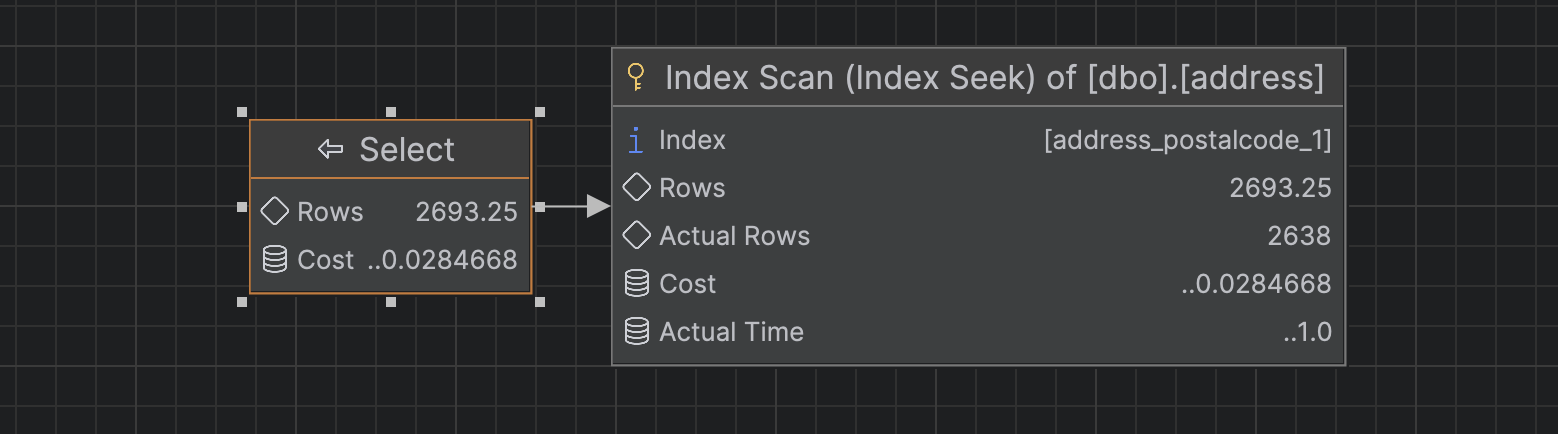 Select
Rows 2693.25
Cost ..0.0284668
Index Scan (Index Seek) of [dbo].[address]
i Index [address_postalcode_1]
Rows 2693.25
Actual Rows 2638
Cost ..0.0284668
Actual Time ..1.0